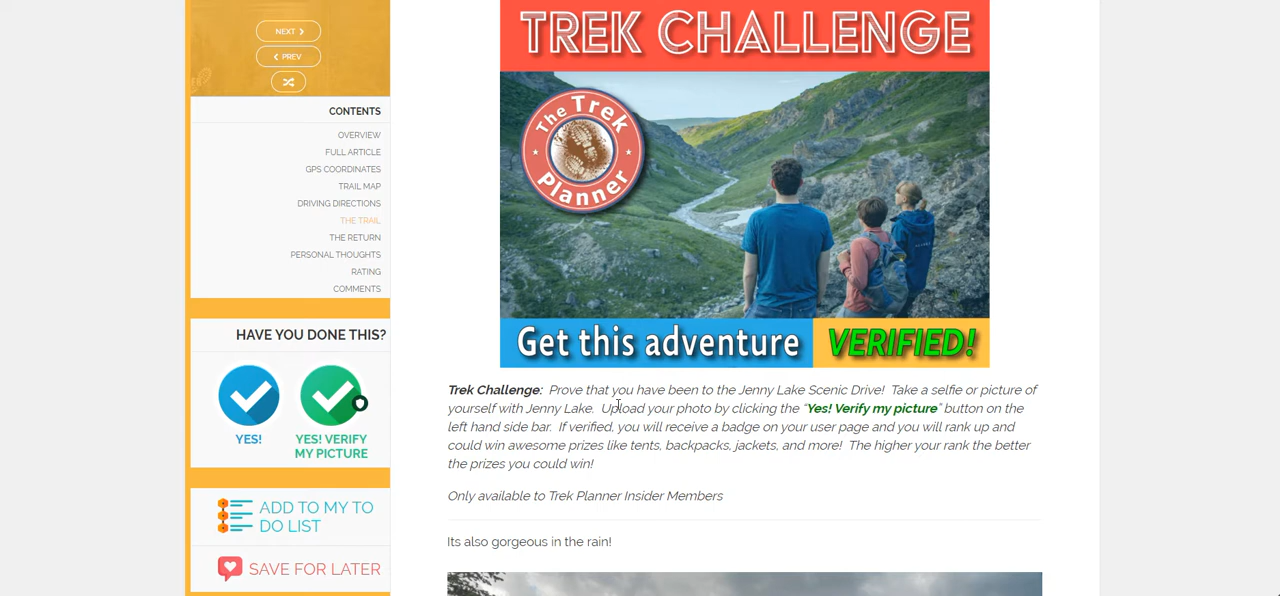 NEXT
PREV
CONTENTS
OVERVIEW
FULL ARTICLE
GPS COORDINATES
TRAIL MAP
DRIVING DIRECTIONS
THE TRAIL
THE RETURN
PERSONAL THOUGHTS
RATING
COMMENTS
HAVE YOU DONE THIS?
YES!
YES! VERIFY
MY PICTURE
ADD TO MY TO
DO LIST
SAVE FOR LATER
TREK CHALLENGE
The Trek
Planner
Get this adventure VERIFIED!
Trek Challenge: Prove that you have been to the Jenny Lake Scenic Drive! Take a selfie or picture of
yourself with Jenny Lake. Upload your photo by clicking the “Yes! Verify my picture” button on the
left hand side bar. If verified, you will receive a badge on your user page and you will rank up and
could win awesome prizes like tents, backpacks, jackets, and more! The higher your rank the better
the prizes you could win!
Only available to Trek Planner Insider Members
Its also gorgeous in the rain!